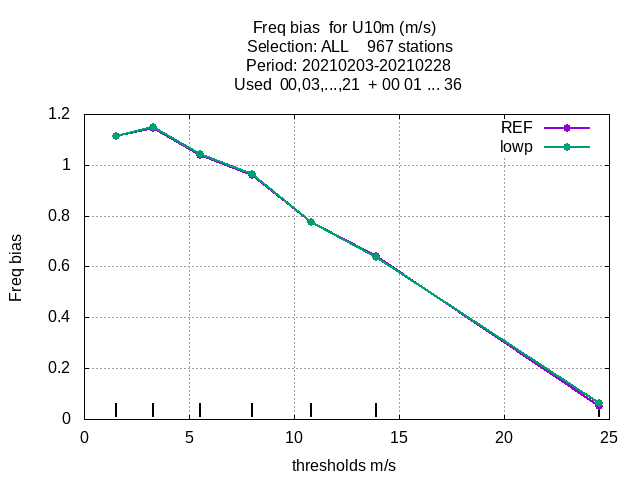 Freq bias  for U10m (m/s)
Selection: ALL    967 stations
Period: 20210203-20210228
Used  00,03,...,21  + 00 01 ... 36
REF
lowp
1.2
1
0.8
0.6
0.4
0.2
0
Freq bias
0 5 10 15 20 25
thresholds m/s